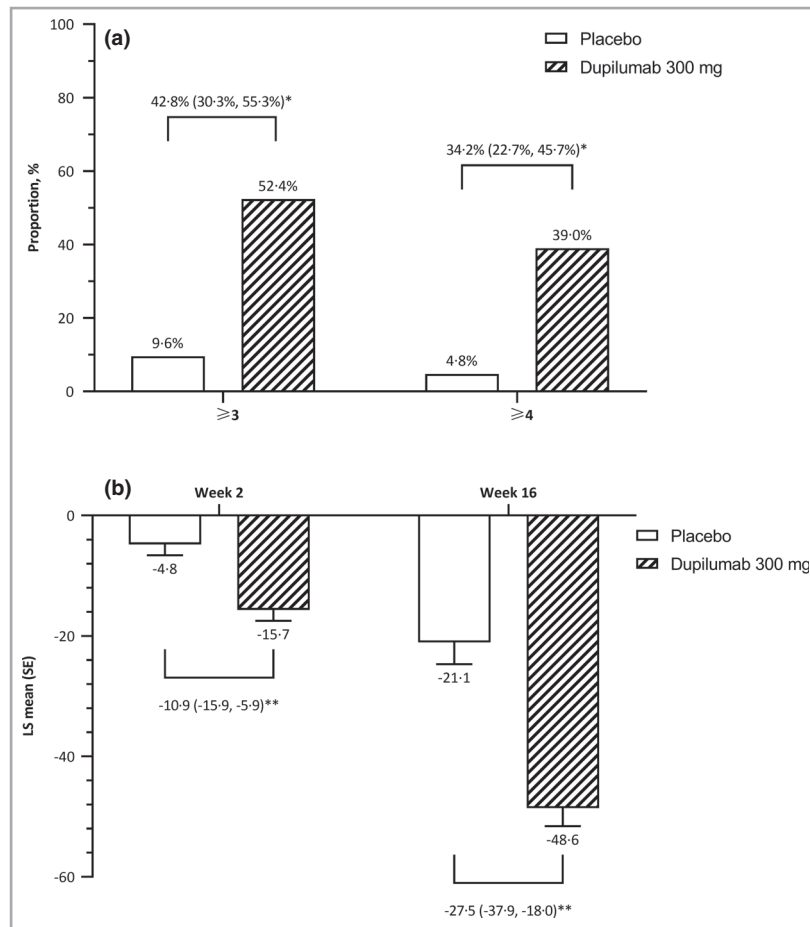 (a)
Placebo
Dupilumab 300 mg
100
80
60
40
20
0
Proportion, %
42·8% (30·3%, 55·3%)*
34·2% (22·7%, 45·7%)*
52·4%
39·0%
9·6%
4·8%
⩾3
⩾4
(b)
Week 2
Week 16
Placebo
Dupilumab 300 mg
0
-20
-40
-60
LS mean (SE)
-4·8
-15·7
-21·1
-10·9 (-15·9, -5·9)**
-48·6
-27·5 (-37·9, -18·0)**